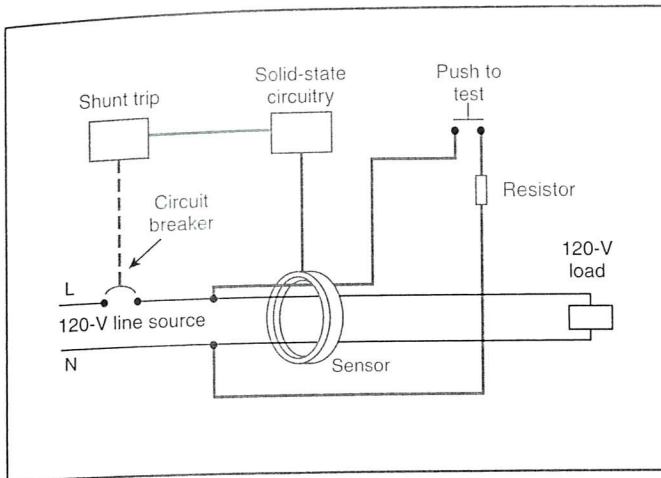 Shunt trip
Solid-state
circuitry
Push to
test
Resistor
Circuit
breaker
120-V
load
L
120-V line source
N
Sensor